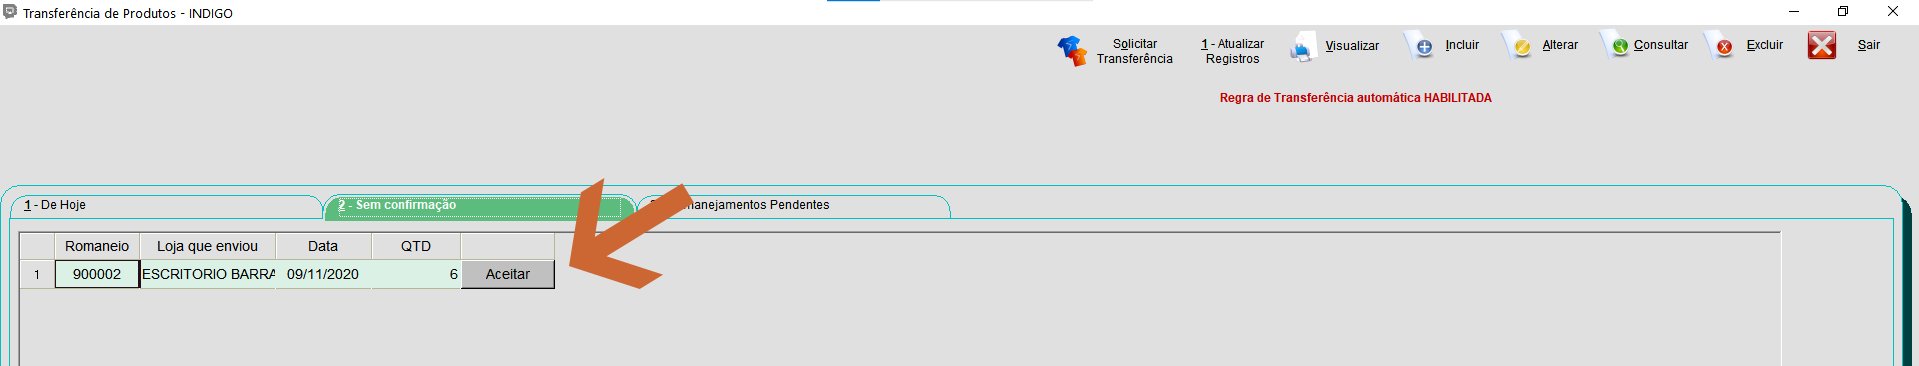 Transferência de Produtos - INDIGO
Solicitar
Transferência
1 - Atualizar
Registros
Visualizar
Incluir
Alterar
Consultar
Excluir
Sair
Regra de Transferência automática HABILITADA
1 - De Hoje
2 - Sem confirmação
Pendentes
Romaneio Loja que enviou Data QTD
1 900002 ESCRITORIO BARRA 09/11/2020 6 Aceitar